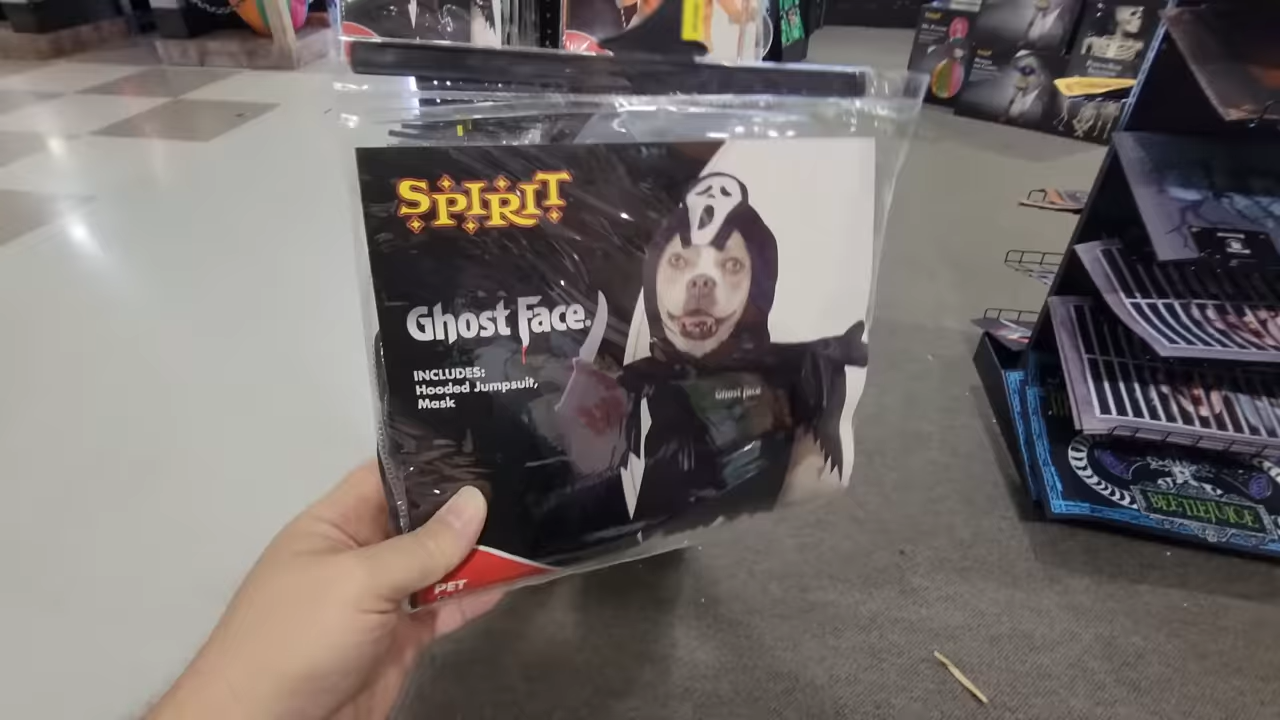 SPIRIT
Ghost Face®
INCLUDES:
Hooded Jumpsuit,
Mask
Ghost Face
PET
BEETLEJUICE